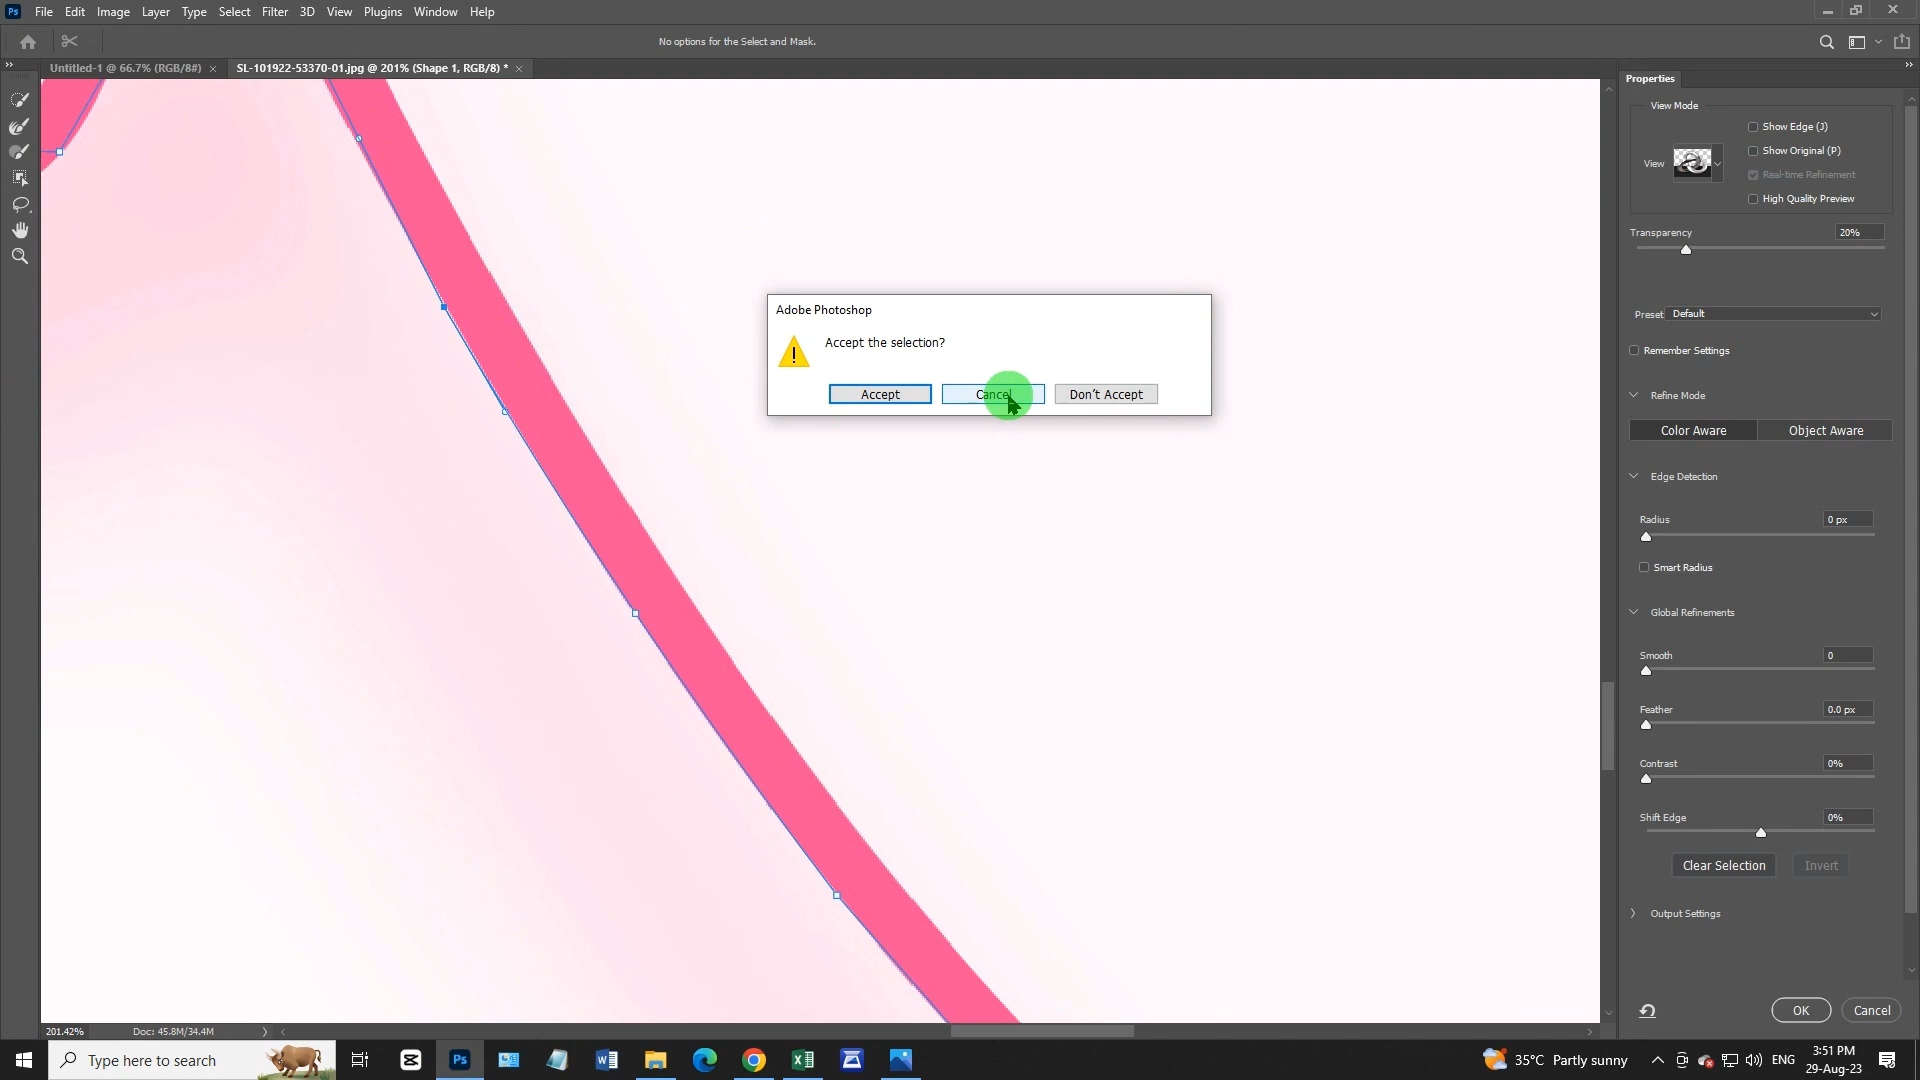 Ps File Edit Image Layer Type Select Filter 3D View Plugins Window Help
No options for the Select and Mask.
Untitled-1 @ 66.7% (RGB/8#) × SL-101922-53370-01.jpg @ 201% (Shape 1, RGB/8) * ×
Properties
View Mode
Show Edge (J)
Show Original (P)
View
Real-time Refinement
High Quality Preview
Transparency 20%
Adobe Photoshop
Accept the selection?
Accept Cancel Don't Accept
Preset Default
Remember Settings
Refine Mode
Color Aware Object Aware
Edge Detection
Radius 0 px
Smart Radius
Global Refinements
Smooth 0
Feather 0.0 px
Contrast 0%
Shift Edge 0%
Clear Selection Invert
Output Settings
OK Cancel
201.42% Doc: 45.8M/34.4M
Type here to search
Ps
35°C Partly sunny
ENG
3:51 PM
29-Aug-23